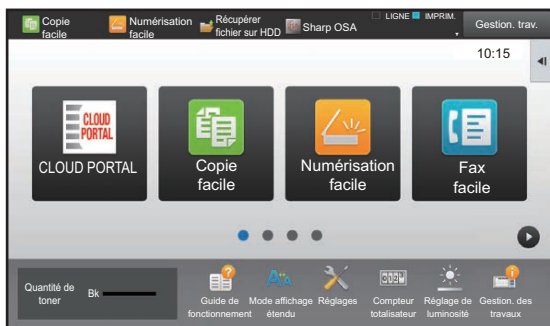 Copie
facile
Numérisation
facile
Récupérer
fichier sur HDD
Sharp OSA
LIGNE
IMPRIM.
Gestion. trav.
10:15
CLOUD
PORTAL
CLOUD PORTAL
Copie
facile
Numérisation
facile
Fax
facile
Quantité de
toner
Bk
Guide de
fonctionnement
Mode affichage
étendu
Réglages
Compteur
totalisateur
Réglage de
luminosité
Gestion. des
travaux